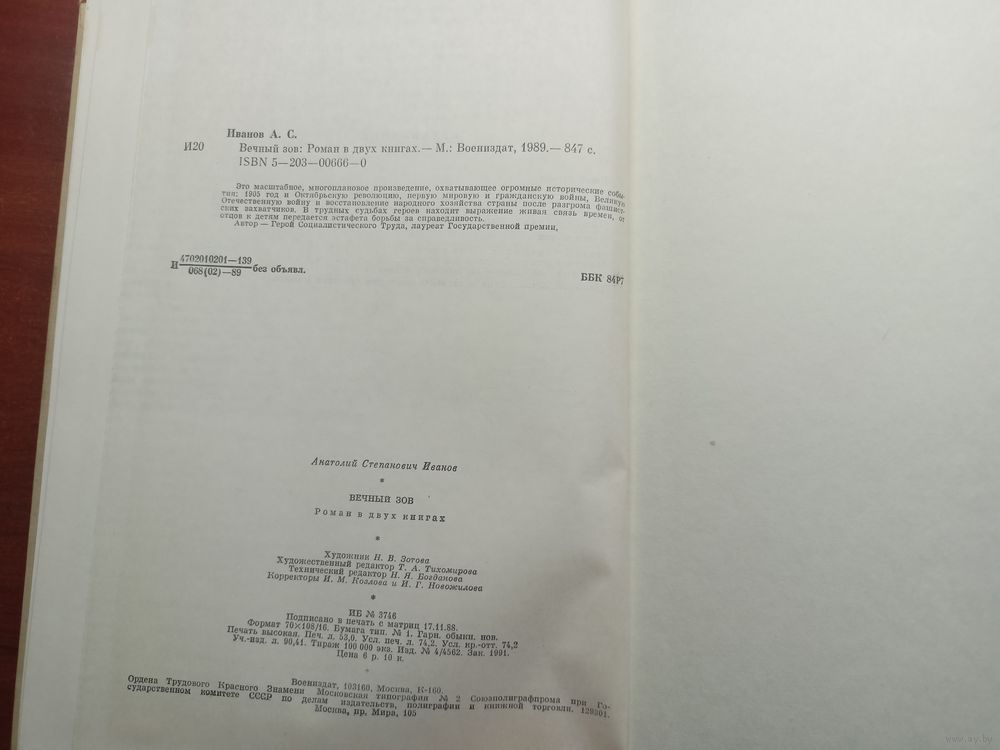 Иванов А. С.
И20 Вечный зов: Роман в двух книгах.— М.: Воениздат, 1989.— 847 с.
ISBN 5—203—00666—0
Это масштабное, многоплановое произведение, охватывающее огромные исторические собы-
тия: 1905 год и Октябрьскую революцию, первую мировую и гражданскую войны, Великую
Отечественную войну и восстановление народного хозяйства страны после разгрома фашист-
ских захватчиков. В трудных судьбах героев находит выражение живая связь времен, от
отцов к детям передается эстафета борьбы за справедливость.
Автор — Герой Социалистического Труда, лауреат Государственной премии.
И 4702010201—139
068(02)—89 без объявл.
ББК 84Р7
Анатолий Степанович Иванов
*
ВЕЧНЫЙ ЗОВ
Роман в двух книгах
*
Художник Н. В. Зотова
Художественный редактор Т. А. Тихомирова
Технический редактор Н. Я. Богданова
Корректоры И. М. Козлова и И. Г. Новожилова
*
ИБ № 3746
Подписано в печать с матриц 17.11.88.
Формат 70×108/16. Бумага тип. № 1. Гарн. обыкн. нов.
Печать высокая. Печ. л. 53,0. Усл. печ. л. 74,2. Усл. кр.-отт. 74,2
Уч.-изд. л. 90,41. Тираж 100 000 экз. Изд. № 4/4562. Зак. 1991.
Цена 6 р. 10 к.
*
Воениздат, 103160, Москва, К-160.
Ордена Трудового Красного Знамени Московская типография № 2 Союзполиграфпрома при Го-
сударственном комитете СССР по делам издательств, полиграфии и книжной торговли. 129301,
Москва, пр. Мира, 105
www.ay.by